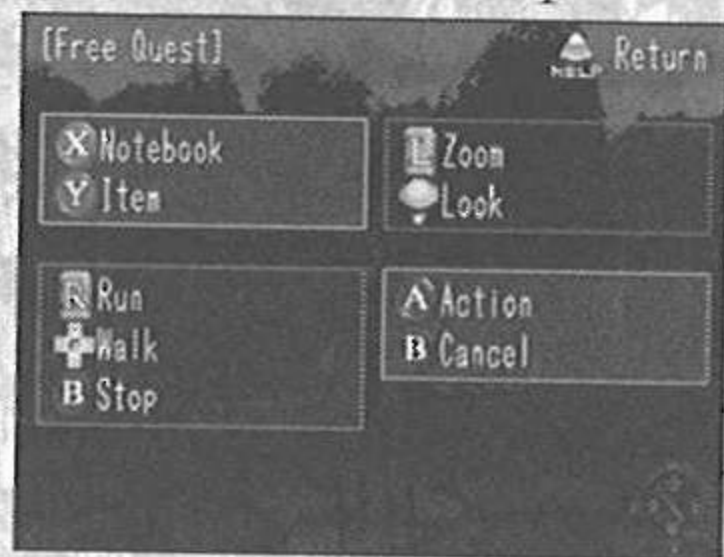 [Free Quest]
HELP Return
X Notebook
Y Item
L Zoom
Look
R Run
Walk
B Stop
A Action
B Cancel